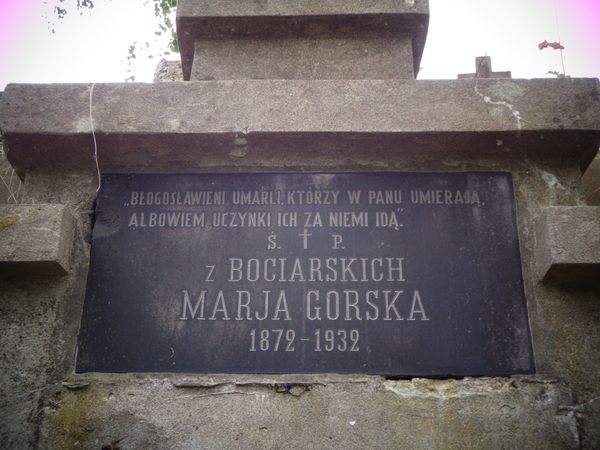 „BŁOGOSŁAWIENI UMARLI, KTÓRZY W PANU UMIERAJĄ,
ALBOWIEM UCZYNKI ICH ZA NIEMI IDĄ.”
Ś. † P.
z BOCIARSKICH
MARJA GORSKA
1872-1932